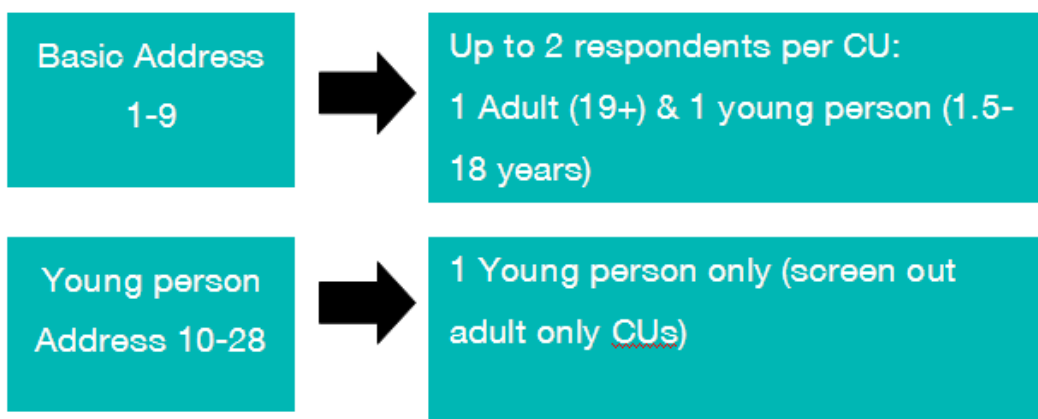 Basic Address
1-9
Up to 2 respondents per CU:
1 Adult (19+) & 1 young person (1.5-
18 years)
Young person
Address 10-28
1 Young person only (screen out
adult only CUs)